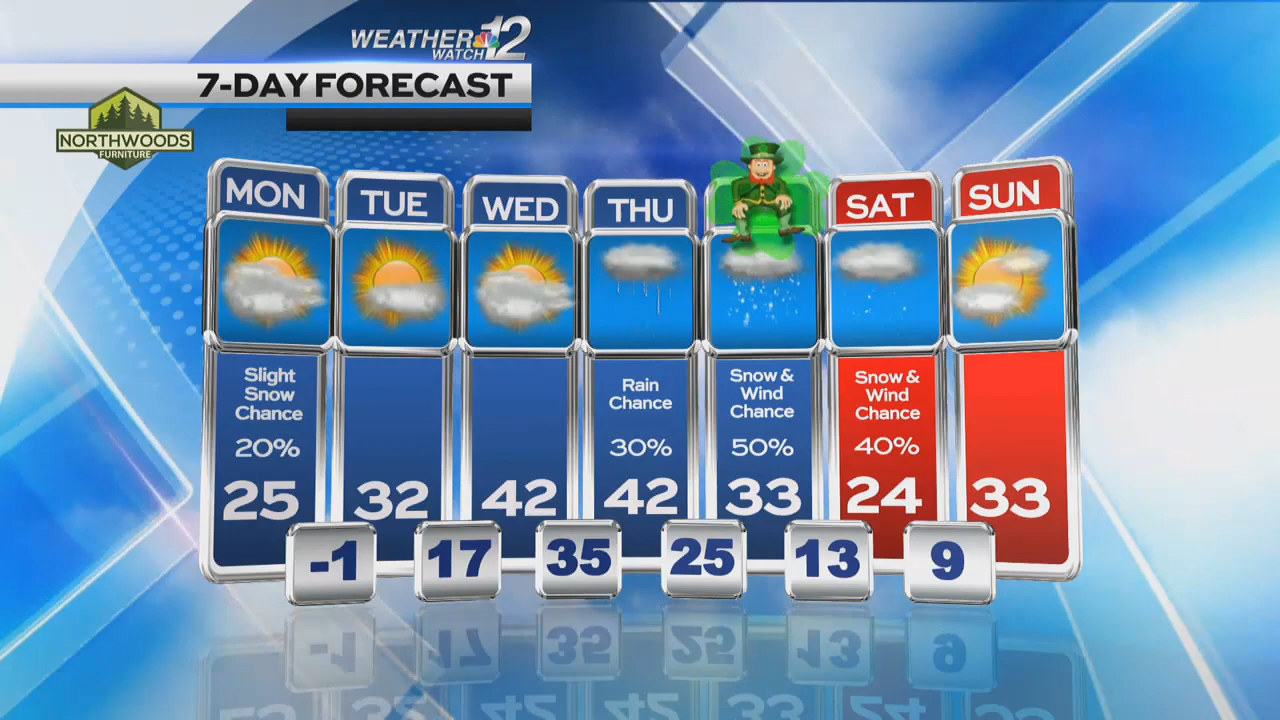 WEATHER 12
WATCH
7-DAY FORECAST
NORTHWOODS
FURNITURE
MON
TUE
WED
THU
SAT
SUN
Slight
Snow
Chance
20%
Rain
Chance
30%
Snow &
Wind
Chance
50%
Snow &
Wind
Chance
40%
25
32
42
42
33
24
33
-1
17
35
25
13
9